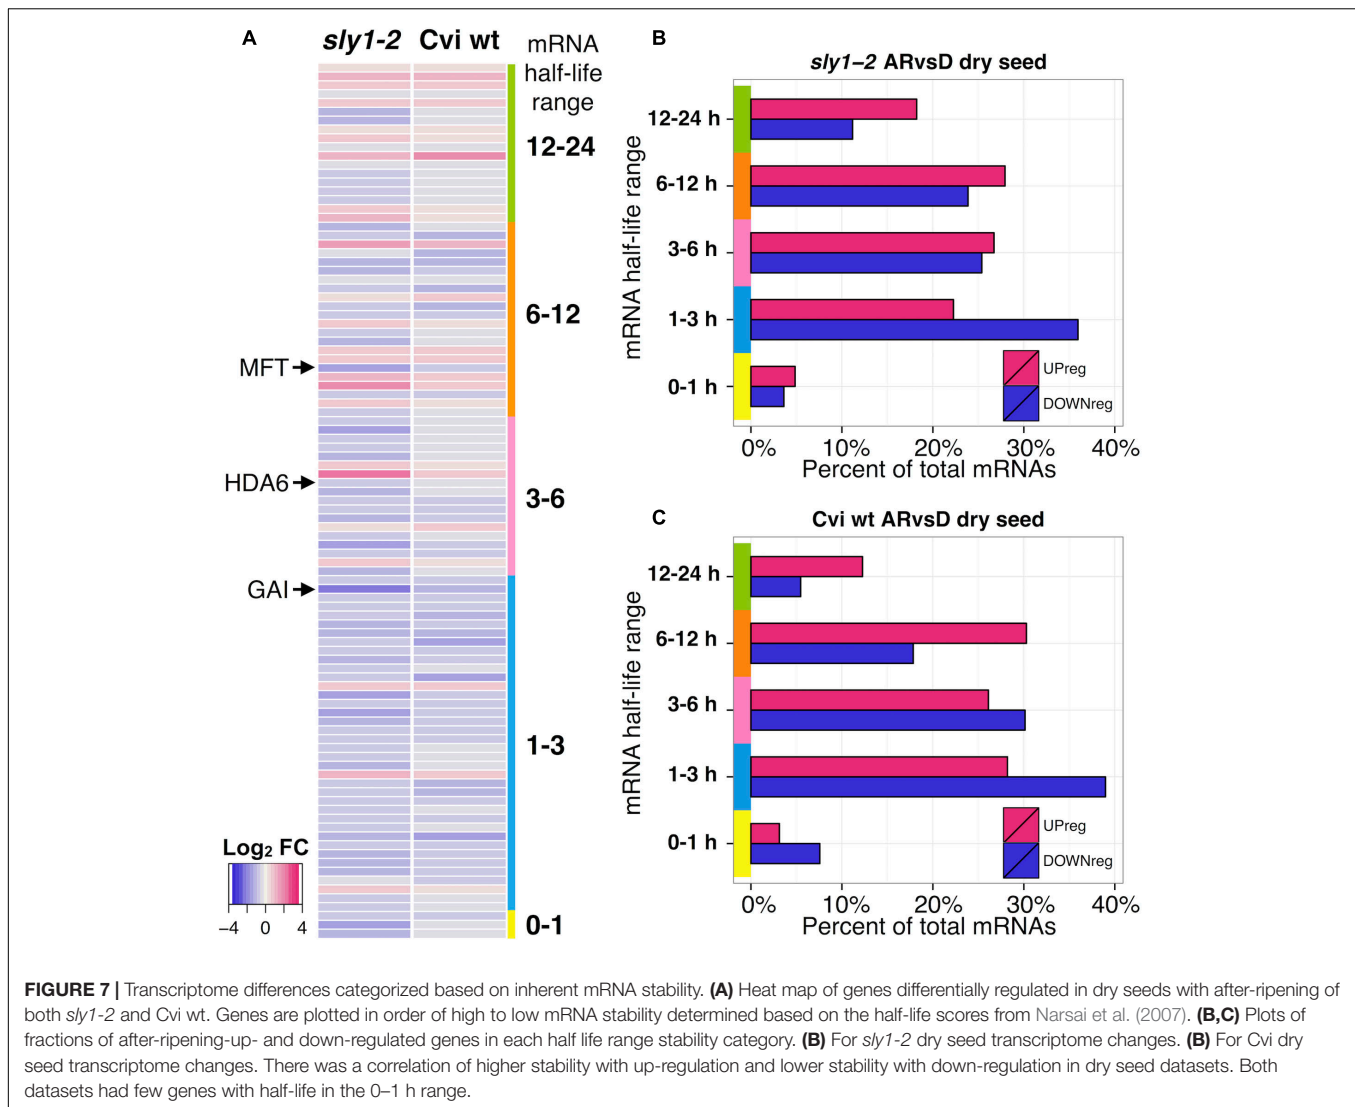 A
sly1-2 Cvi wt
mRNA
half-life
range
12-24
6-12
3-6
1-3
0-1
MFT
HDA6
GAI
Log2 FC
−4 0 4
B
sly1–2 ARvsD dry seed
mRNA half-life range
12-24 h
6-12 h
3-6 h
1-3 h
0-1 h
UPreg
DOWNreg
0% 10% 20% 30% 40%
Percent of total mRNAs
C
Cvi wt ARvsD dry seed
mRNA half-life range
12-24 h
6-12 h
3-6 h
1-3 h
0-1 h
UPreg
DOWNreg
0% 10% 20% 30% 40%
Percent of total mRNAs
FIGURE 7 | Transcriptome differences categorized based on inherent mRNA stability. (A) Heat map of genes differentially regulated in dry seeds with after-ripening of
both sly1-2 and Cvi wt. Genes are plotted in order of high to low mRNA stability determined based on the half-life scores from Narsai et al. (2007). (B,C) Plots of
fractions of after-ripening-up- and down-regulated genes in each half life range stability category. (B) For sly1-2 dry seed transcriptome changes. (B) For Cvi dry
seed transcriptome changes. There was a correlation of higher stability with up-regulation and lower stability with down-regulation in dry seed datasets. Both
datasets had few genes with half-life in the 0–1 h range.